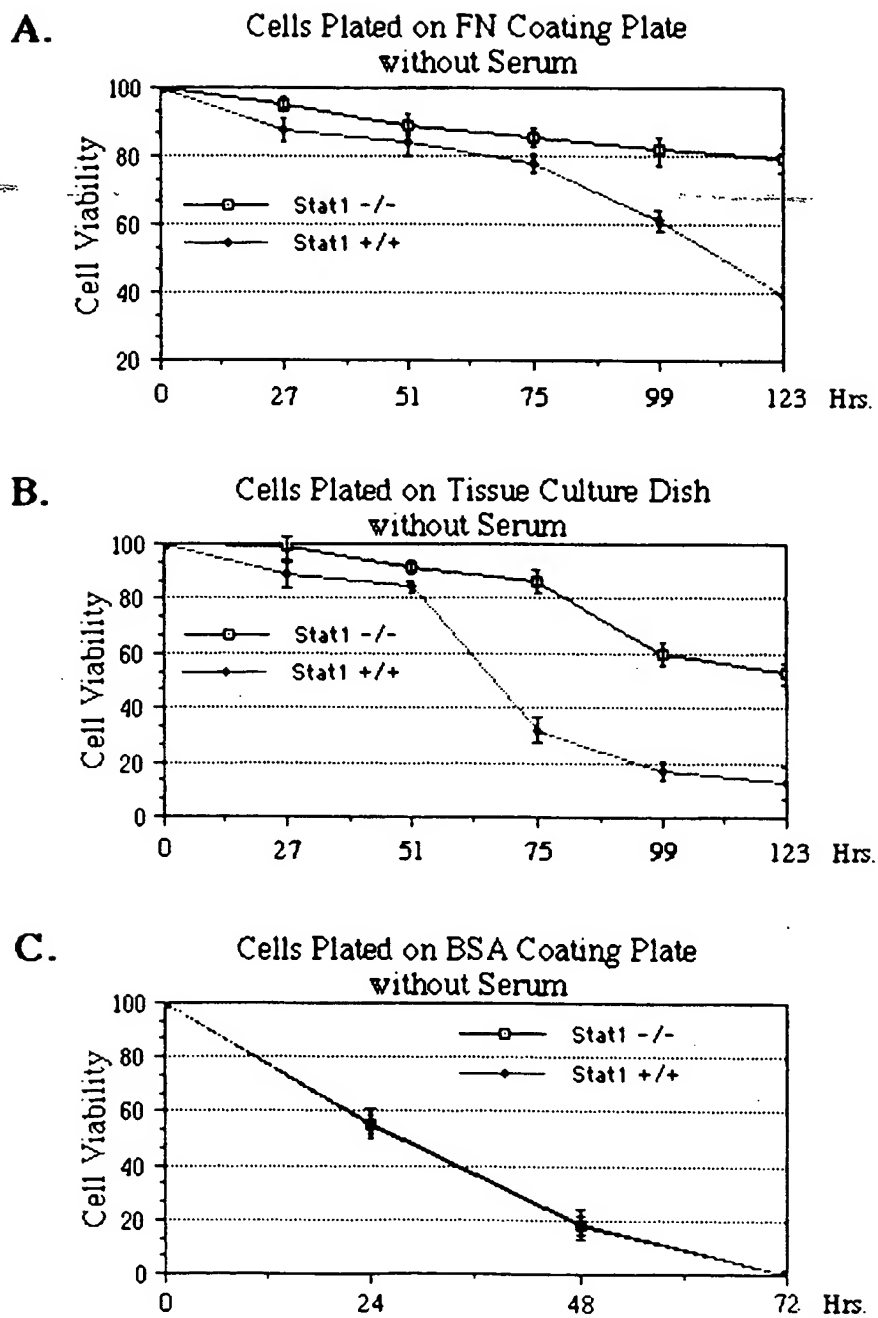 A.
Cells Plated on FN Coating Plate
without Serum
100
80
60
40
20
Cell Viability
Stat1 -/-
Stat1 +/+
0 27 51 75 99 123 Hrs.
B.
Cells Plated on Tissue Culture Dish
without Serum
100
80
60
40
20
0
Cell Viability
Stat1 -/-
Stat1 +/+
0 27 51 75 99 123 Hrs.
C.
Cells Plated on BSA Coating Plate
without Serum
100
80
60
40
20
0
Cell Viability
Stat1 -/-
Stat1 +/+
0 24 48 72 Hrs.